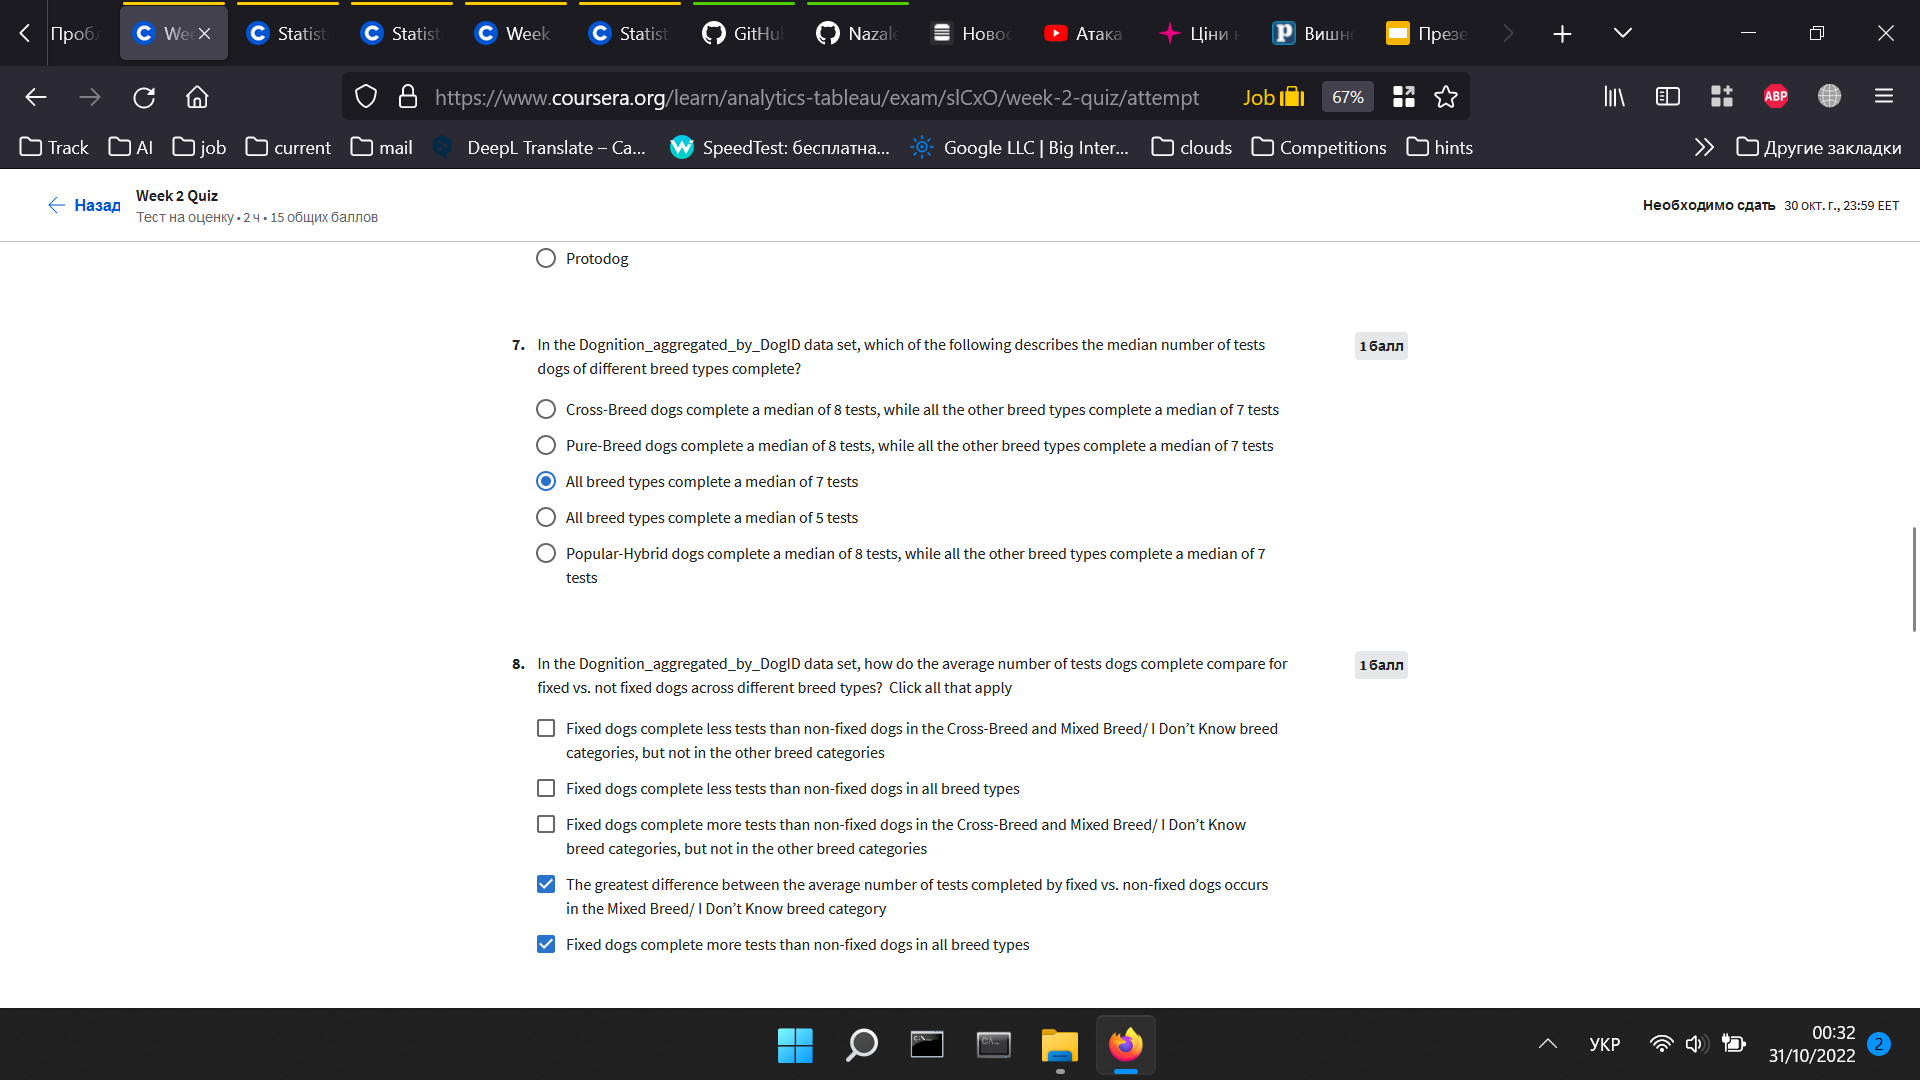 Проб
Wee
Statist
Statist
Week
Statist
GitHu
Nazale
Новос
Атака
Ціни
Вишн
Презе
https://www.coursera.org/learn/analytics-tableau/exam/slCxO/week-2-quiz/attempt
Job
67%
ABP
Track
AI
job
current
mail
DeepL Translate – Ca...
SpeedTest: бесплатна...
Google LLC | Big Inter...
clouds
Competitions
hints
Другие закладки
Назад
Week 2 Quiz
Тест на оценку • 2 ч • 15 общих баллов
Необходимо сдать 30 окт. г., 23:59 EET
Protodog
7. In the Dognition_aggregated_by_DogID data set, which of the following describes the median number of tests
dogs of different breed types complete?
1 балл
Cross-Breed dogs complete a median of 8 tests, while all the other breed types complete a median of 7 tests
Pure-Breed dogs complete a median of 8 tests, while all the other breed types complete a median of 7 tests
All breed types complete a median of 7 tests
All breed types complete a median of 5 tests
Popular-Hybrid dogs complete a median of 8 tests, while all the other breed types complete a median of 7
tests
8. In the Dognition_aggregated_by_DogID data set, how do the average number of tests dogs complete compare for
fixed vs. not fixed dogs across different breed types?  Click all that apply
1 балл
Fixed dogs complete less tests than non-fixed dogs in the Cross-Breed and Mixed Breed/ I Don’t Know breed
categories, but not in the other breed categories
Fixed dogs complete less tests than non-fixed dogs in all breed types
Fixed dogs complete more tests than non-fixed dogs in the Cross-Breed and Mixed Breed/ I Don’t Know
breed categories, but not in the other breed categories
The greatest difference between the average number of tests completed by fixed vs. non-fixed dogs occurs
in the Mixed Breed/ I Don’t Know breed category
Fixed dogs complete more tests than non-fixed dogs in all breed types
УКР
00:32
31/10/2022
2